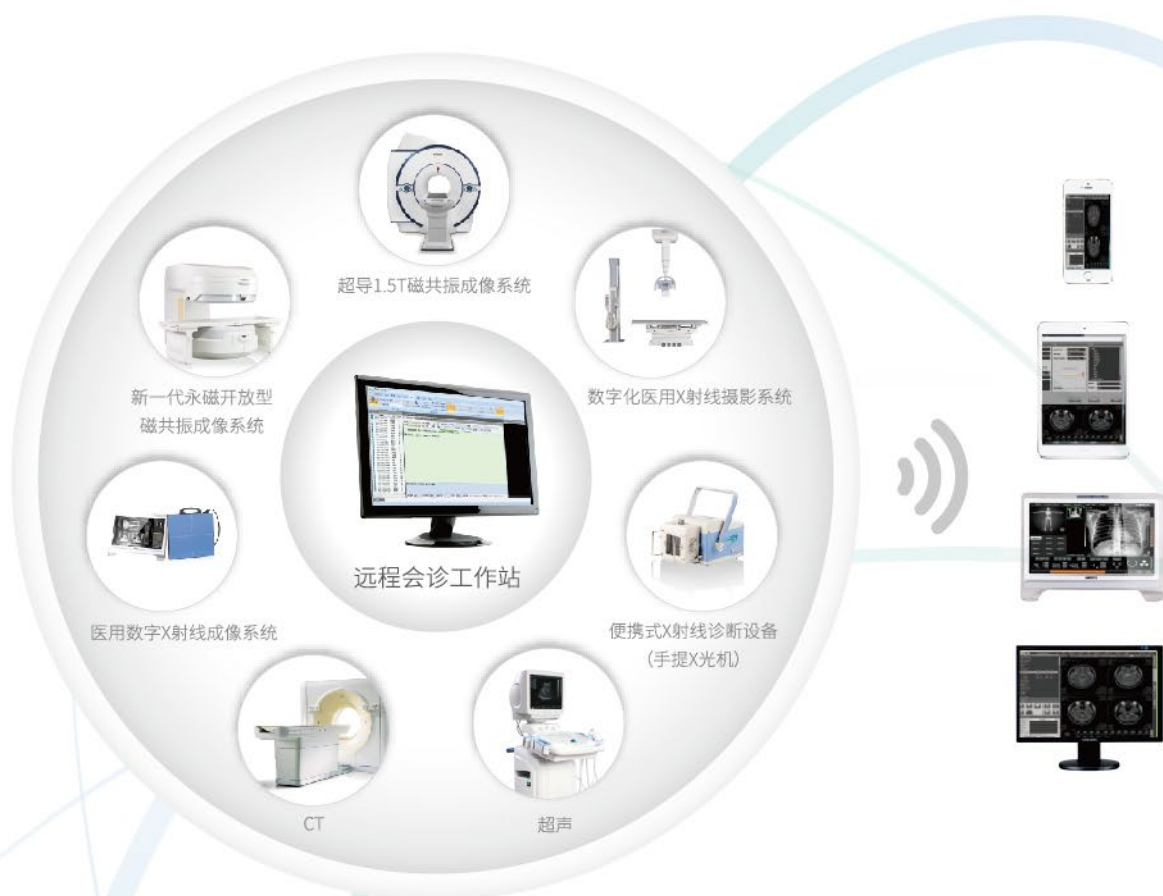 超导1.5T磁共振成像系统
新一代永磁开放型
磁共振成像系统
数字化医用X射线摄影系统
远程会诊工作站
医用数字X射线成像系统
便携式X射线诊断设备
(手提X光机)
CT
超声